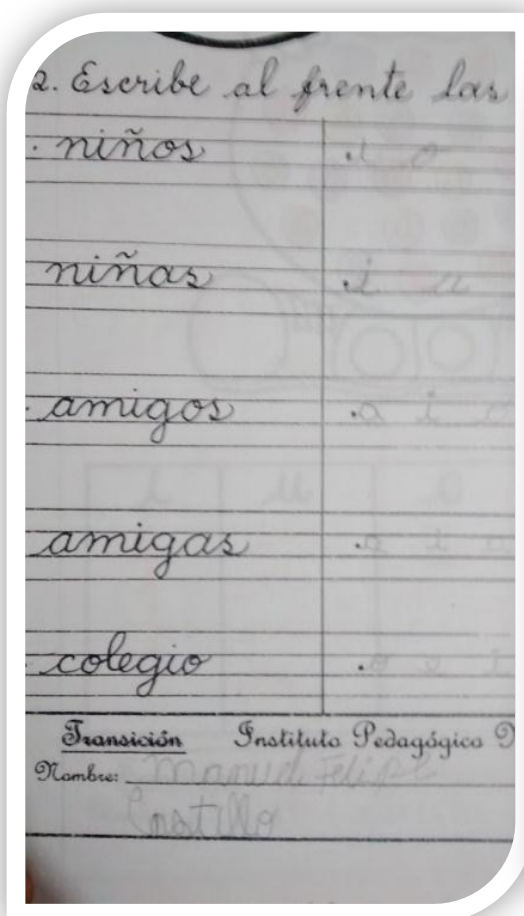 2. Escribe al frente las
. niños .i o
niñas .i a
. amigos .a i o
amigas .a i a
. colegio .o e i
Transición Instituto Pedagógico D
Nombre: Manuel Felipe
Castillo